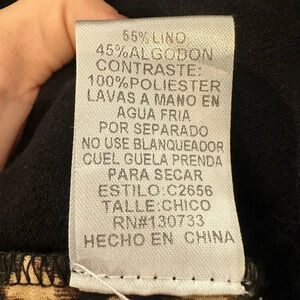 55% LINO
45%ALGODON
CONTRASTE:
100%POLIESTER
LAVAS A MANO EN
AGUA FRIA
POR SEPARADO
NO USE BLANQUEADOR
CUEL GUELA PRENDA
PARA SECAR
ESTILO:C2656
TALLE:CHICO
RN#130733
HECHO EN CHINA